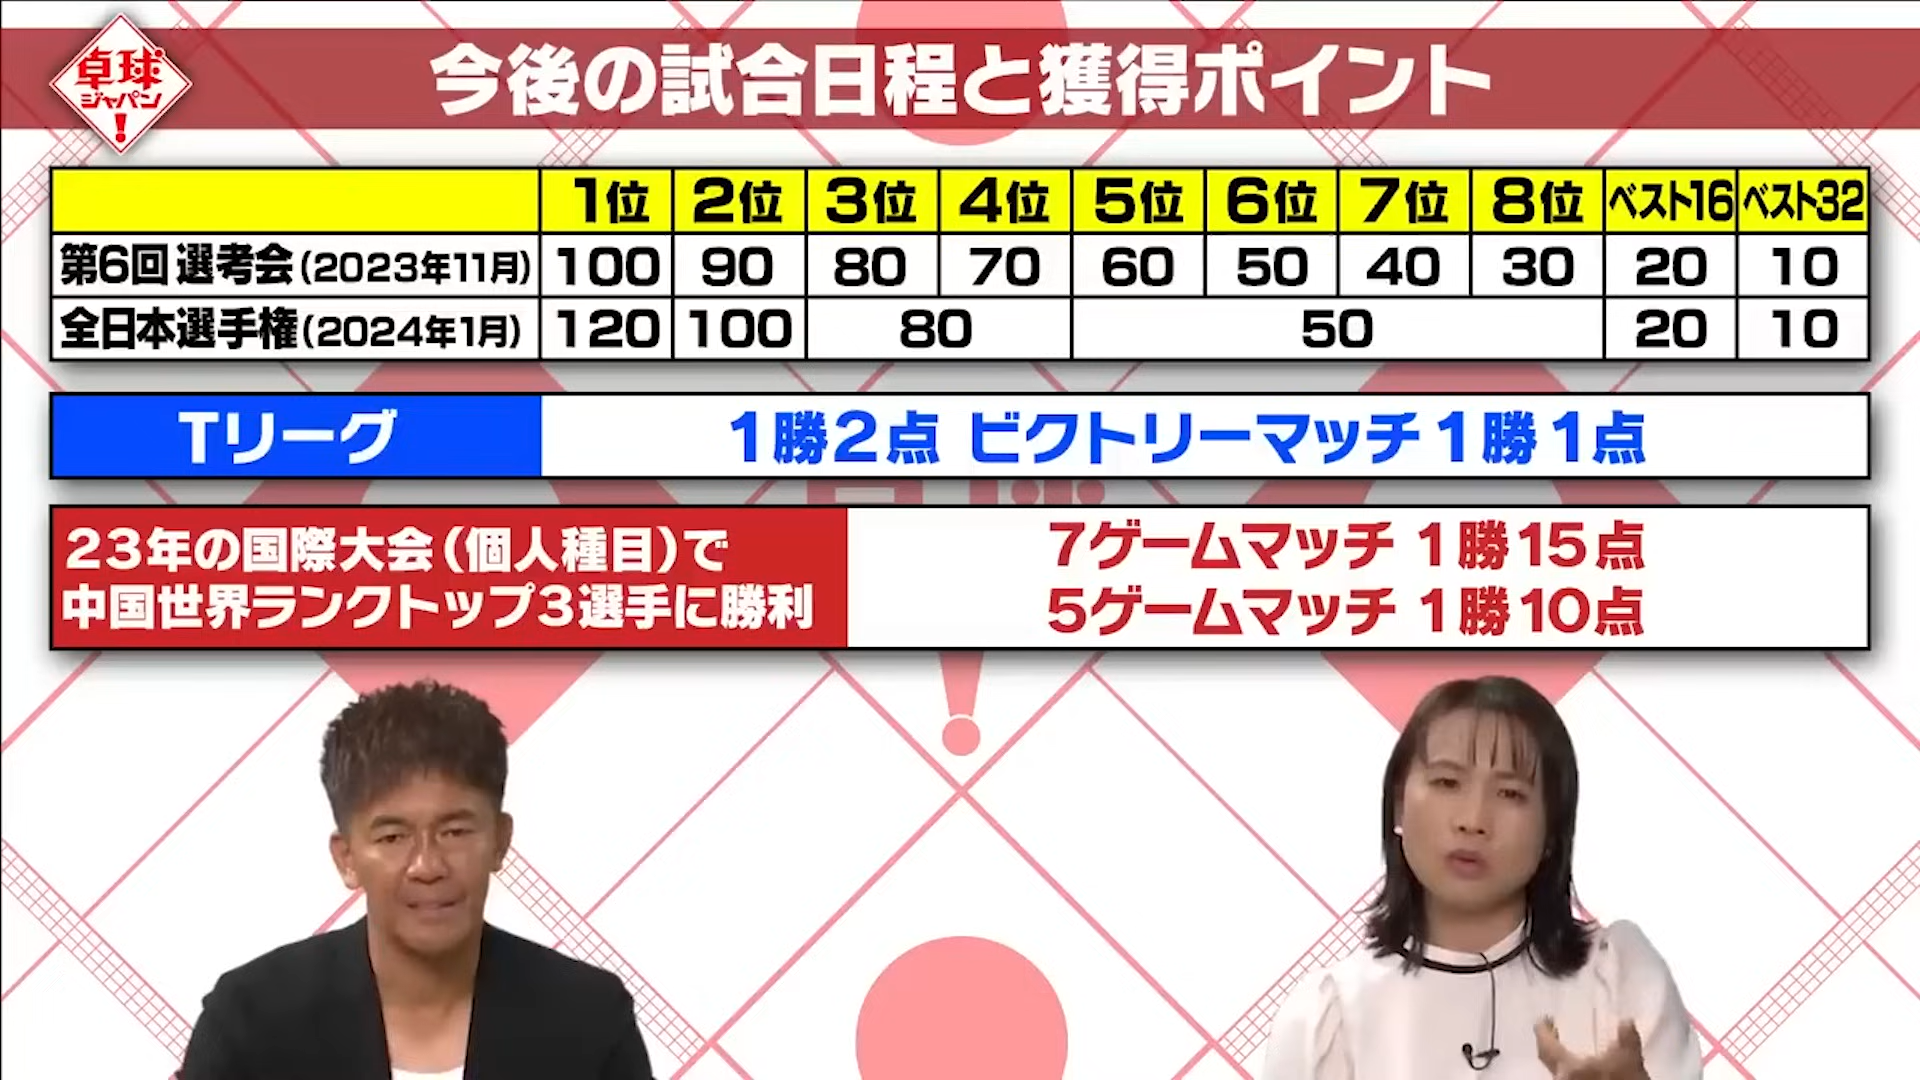 卓球
ジャパン
!
今後の試合日程と獲得ポイント
1位 2位 3位 4位 5位 6位 7位 8位 ベスト16 ベスト32
第6回 選考会(2023年11月) 100 90 80 70 60 50 40 30 20 10
全日本選手権(2024年1月) 120 100 80 50 20 10
Tリーグ 1勝2点 ビクトリーマッチ1勝1点
23年の国際大会(個人種目)で
中国世界ランクトップ3選手に勝利
7ゲームマッチ 1勝15点
5ゲームマッチ 1勝10点